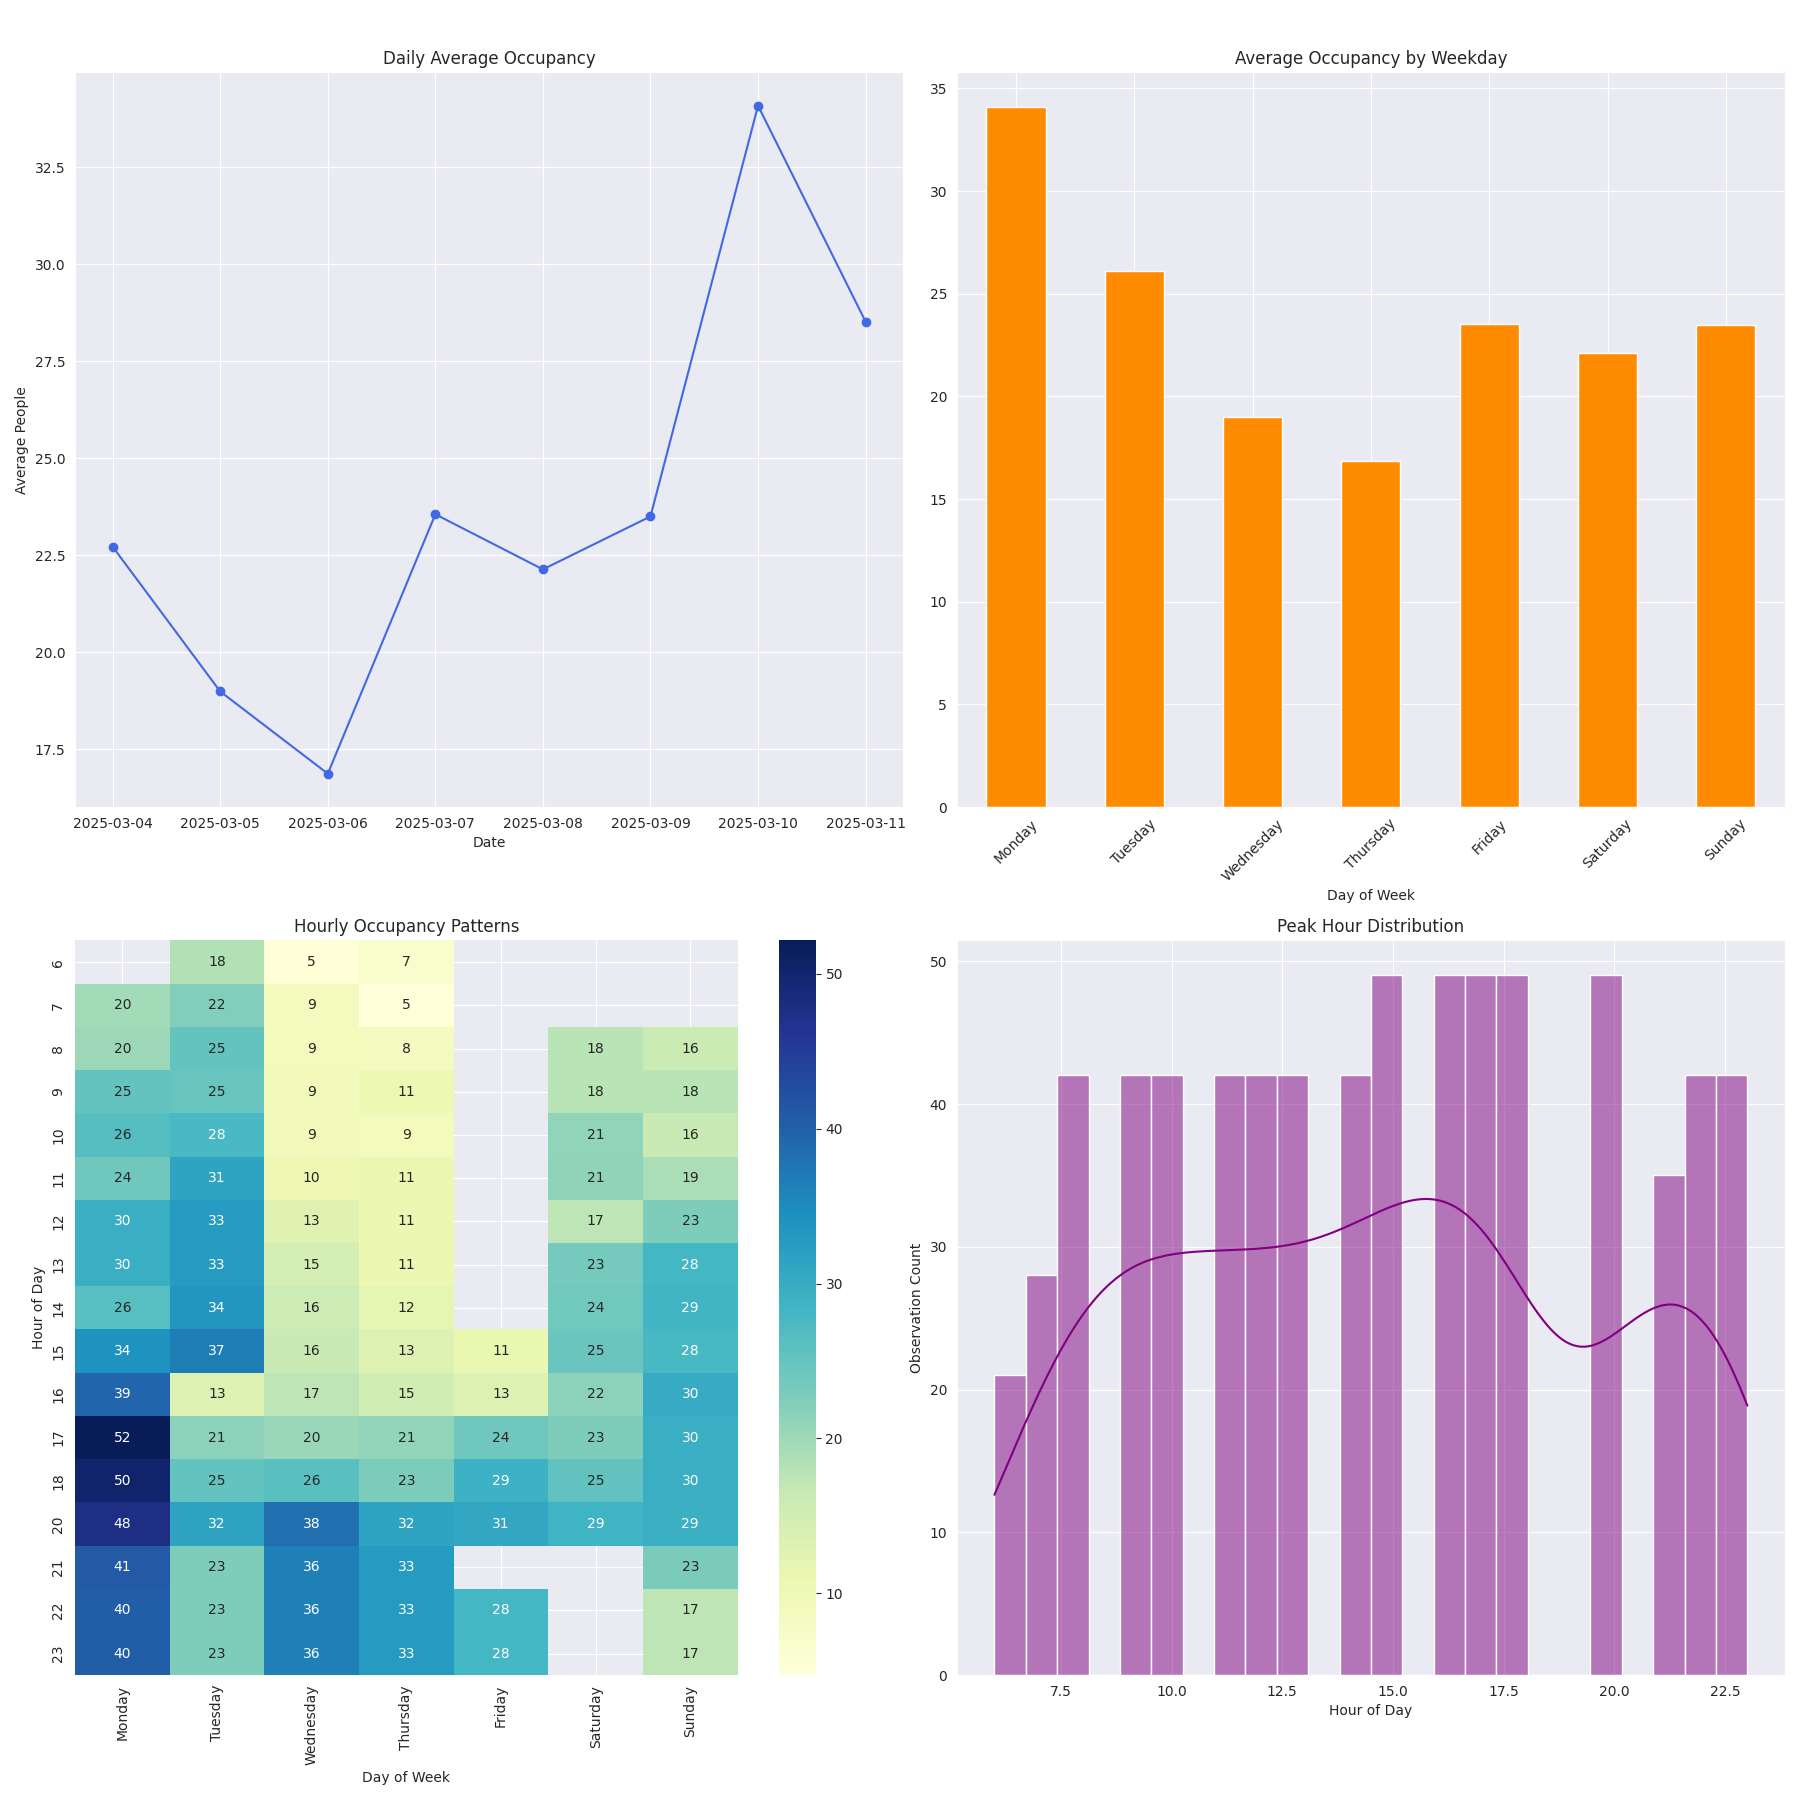 Daily Average Occupancy
Average People
32.5
30.0
27.5
25.0
22.5
20.0
17.5
2025-03-04 2025-03-05 2025-03-06 2025-03-07 2025-03-08 2025-03-09 2025-03-10 2025-03-11
Date
Average Occupancy by Weekday
35
30
25
20
15
10
5
0
Monday Tuesday Wednesday Thursday Friday Saturday Sunday
Day of Week
Hourly Occupancy Patterns
Hour of Day
6 18 5 7
7 20 22 9 5
8 20 25 9 8 18 16
9 25 25 9 11 18 18
10 26 28 9 9 21 16
11 24 31 10 11 21 19
12 30 33 13 11 17 23
13 30 33 15 11 23 28
14 26 34 16 12 24 29
15 34 37 16 13 11 25 28
16 39 13 17 15 13 22 30
17 52 21 20 21 24 23 30
18 50 25 26 23 29 25 30
20 48 32 38 32 31 29 29
21 41 23 36 33 23
22 40 23 36 33 28 17
23 40 23 36 33 28 17
Monday Tuesday Wednesday Thursday Friday Saturday Sunday
Day of Week
50
40
30
20
10
Peak Hour Distribution
Observation Count
50
40
30
20
10
0
7.5 10.0 12.5 15.0 17.5 20.0 22.5
Hour of Day